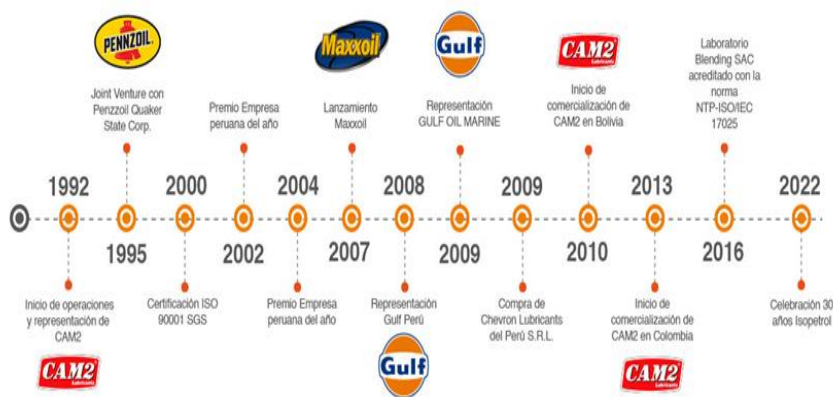 PENNZOIL
Joint Venture con
Penzzoil Quaker
State Corp.
Premio Empresa
peruana del año
Maxxoil
Lanzamiento
Maxxoil
Gulf
Representación
GULF OIL MARINE
CAM2
Lubricants
Inicio de
comercialización de
CAM2 en Bolivia
Laboratorio
Blending SAC
acreditado con la
norma
NTP-ISO/IEC
17025
1992
1995
2000
2002
2004
2007
2008
2009
2009
2010
2013
2016
2022
Inicio de operaciones
y representación de
CAM2
CAM2
Lubricants
Certificación ISO
90001 SGS
Premio Empresa
peruana del año
Representación
Gulf Perú
Gulf
Compra de
Chevron Lubricants
del Perú S.R.L.
Inicio de
comercialización de
CAM2 en Colombia
CAM2
Lubricants
Celebración 30
años Isopetrol